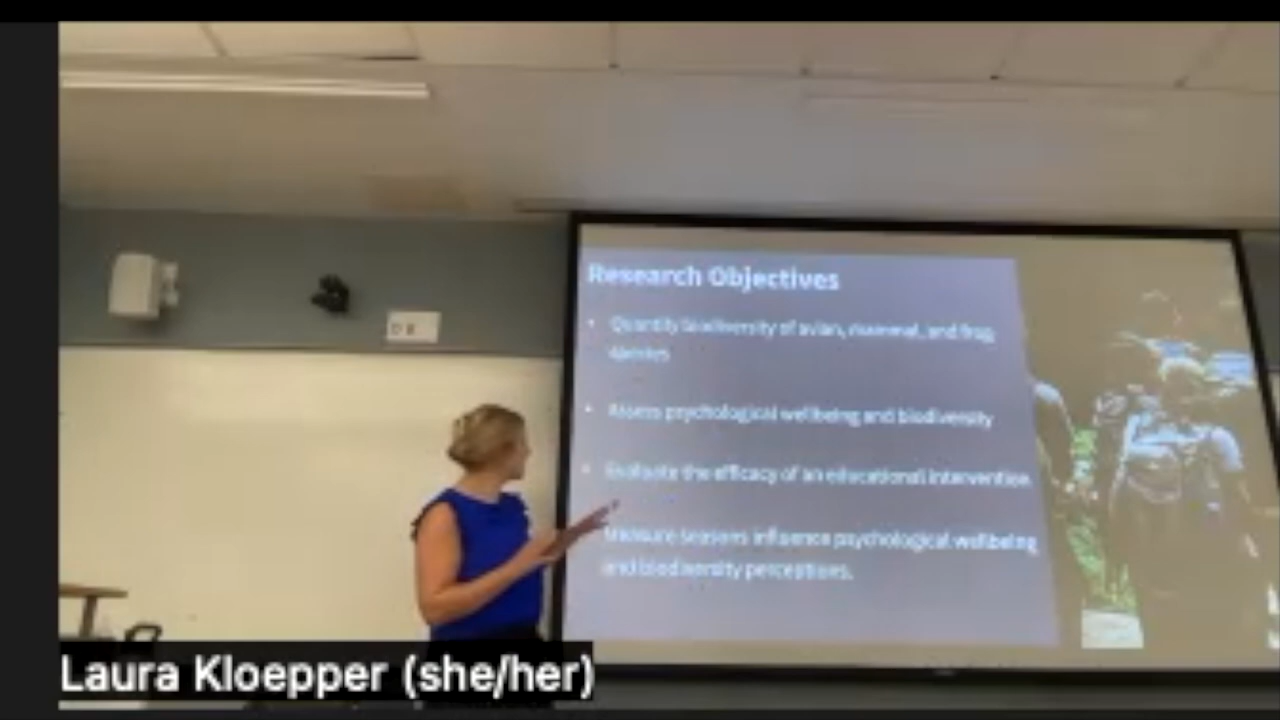 Research Objectives
• Quantify biodiversity of avian, mammal, and frog
species
• Assess psychological wellbeing and biodiversity
• Evaluate the efficacy of an educational intervention
Measure seasons influence psychological wellbeing
and biodiversity perceptions.
Laura Kloepper (she/her)